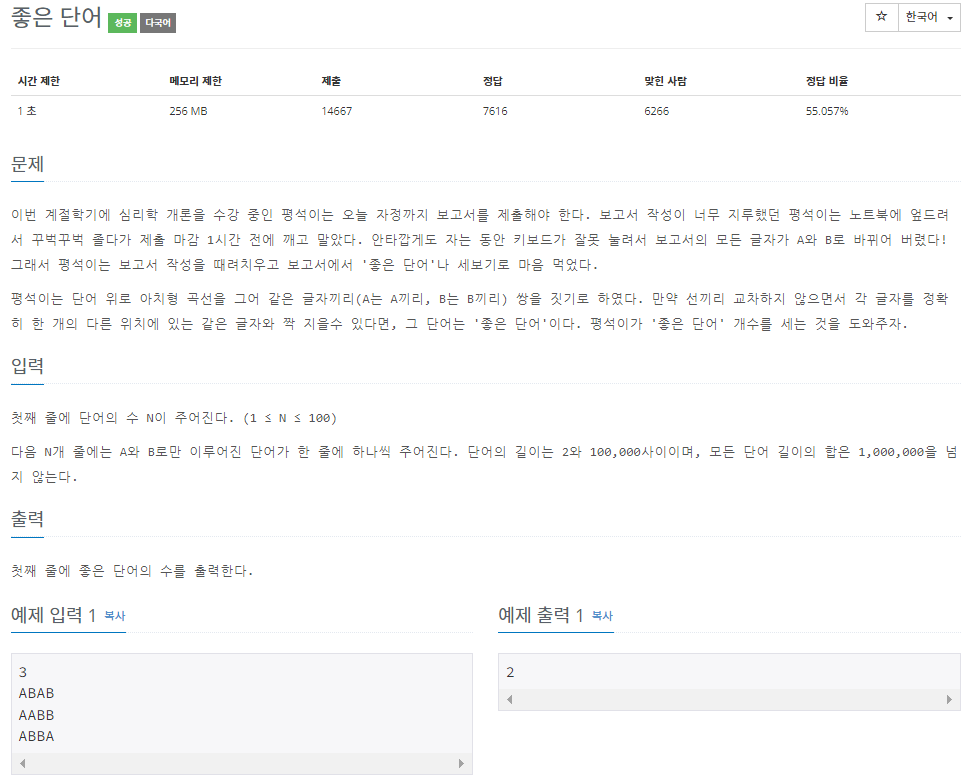 좋은 단어 성공 다국어
☆ 한국어
시간 제한 메모리 제한 제출 정답 맞힌 사람 정답 비율
1 초 256 MB 14667 7616 6266 55.057%
문제
이번 계절학기에 심리학 개론을 수강 중인 평석이는 오늘 자정까지 보고서를 제출해야 한다. 보고서 작성이 너무 지루했던 평석이는 노트북에 엎드려
서 꾸벅꾸벅 졸다가 제출 마감 1시간 전에 깨고 말았다. 안타깝게도 자는 동안 키보드가 잘못 눌려서 보고서의 모든 글자가 A와 B로 바뀌어 버렸다!
그래서 평석이는 보고서 작성을 때려치우고 보고서에서 '좋은 단어'나 세보기로 마음 먹었다.
평석이는 단어 위로 아치형 곡선을 그어 같은 글자끼리(A는 A끼리, B는 B끼리) 쌍을 짓기로 하였다. 만약 선끼리 교차하지 않으면서 각 글자를 정확
히 한 개의 다른 위치에 있는 같은 글자와 짝 지을수 있다면, 그 단어는 '좋은 단어'이다. 평석이가 '좋은 단어' 개수를 세는 것을 도와주자.
입력
첫째 줄에 단어의 수 N이 주어진다. (1 ≤ N ≤ 100)
다음 N개 줄에는 A와 B로만 이루어진 단어가 한 줄에 하나씩 주어진다. 단어의 길이는 2와 100,000사이이며, 모든 단어 길이의 합은 1,000,000을 넘
지 않는다.
출력
첫째 줄에 좋은 단어의 수를 출력한다.
예제 입력 1 복사
3
ABAB
AABB
ABBA
예제 출력 1 복사
2